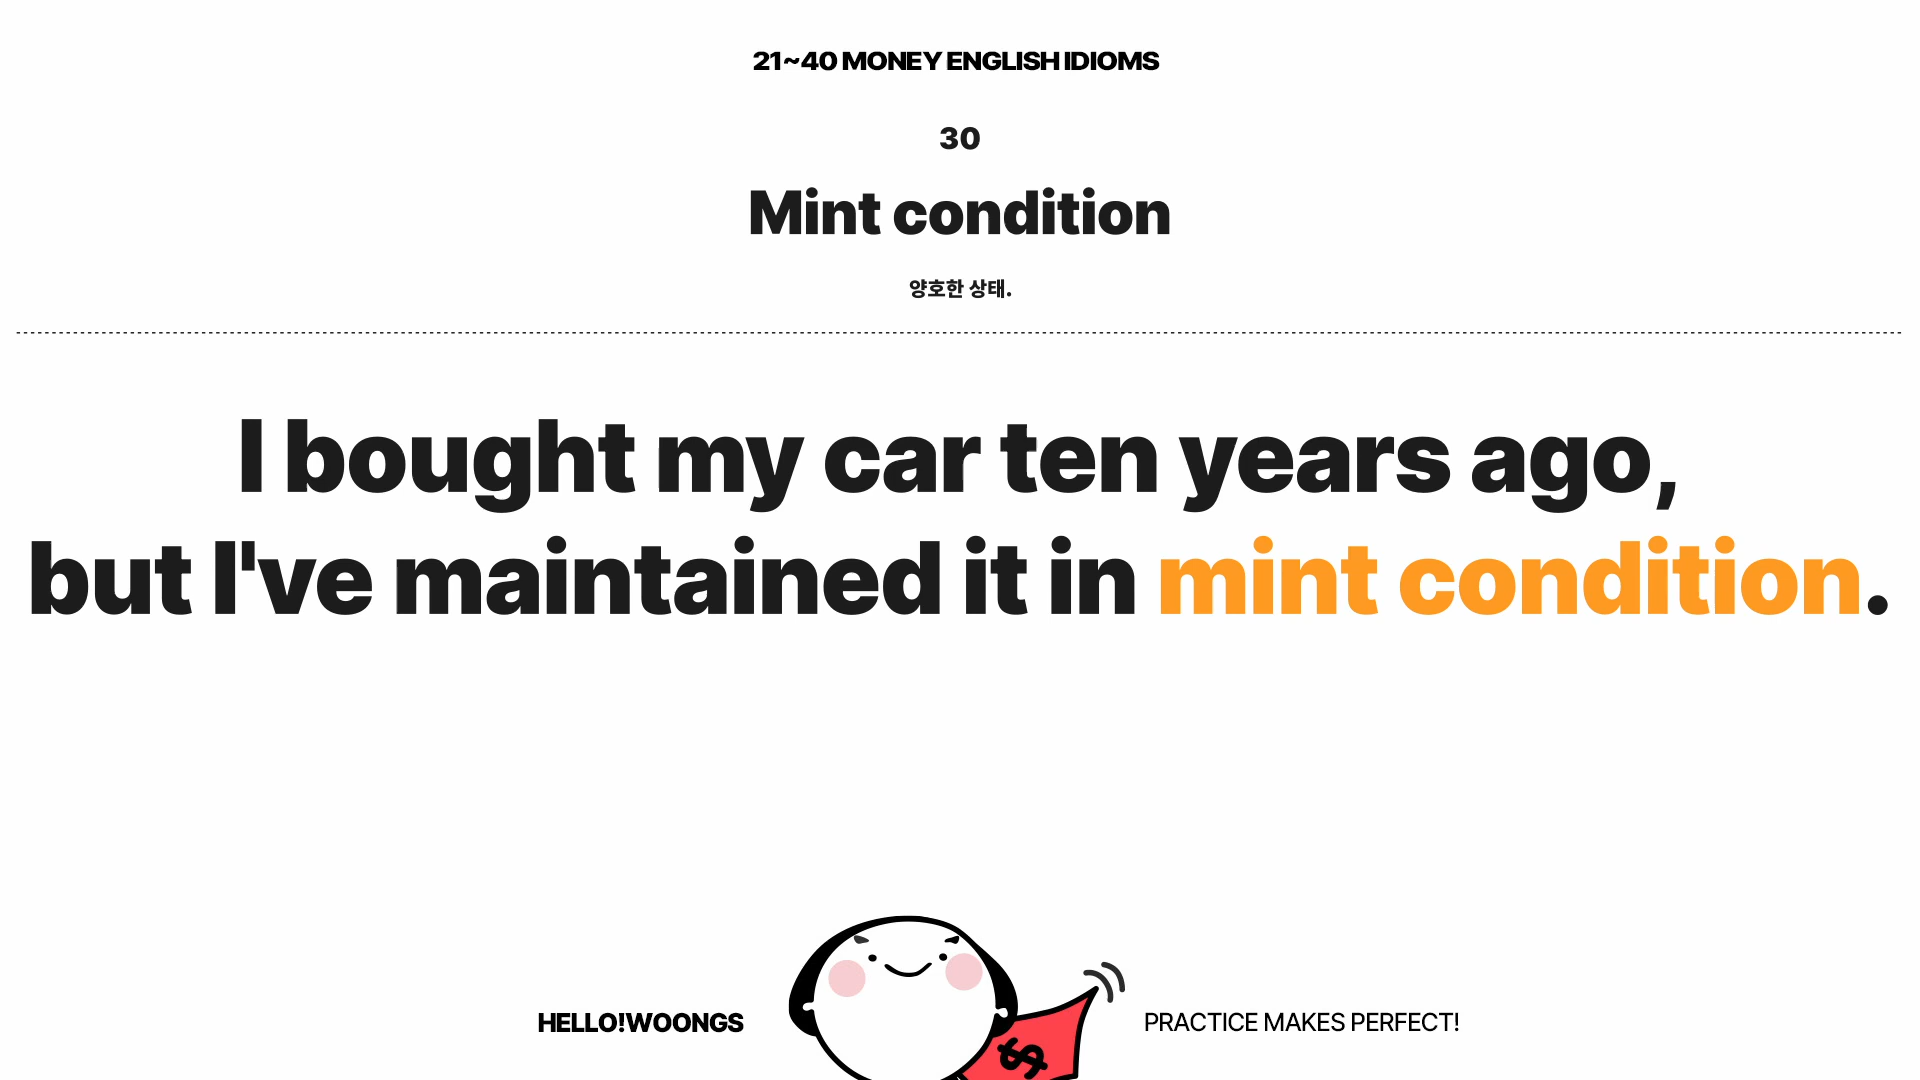 21~40 MONEY ENGLISH IDIOMS
30
Mint condition
양호한 상태.
I bought my car ten years ago,
but I've maintained it in mint condition.
HELLO!WOONGS
$
PRACTICE MAKES PERFECT!